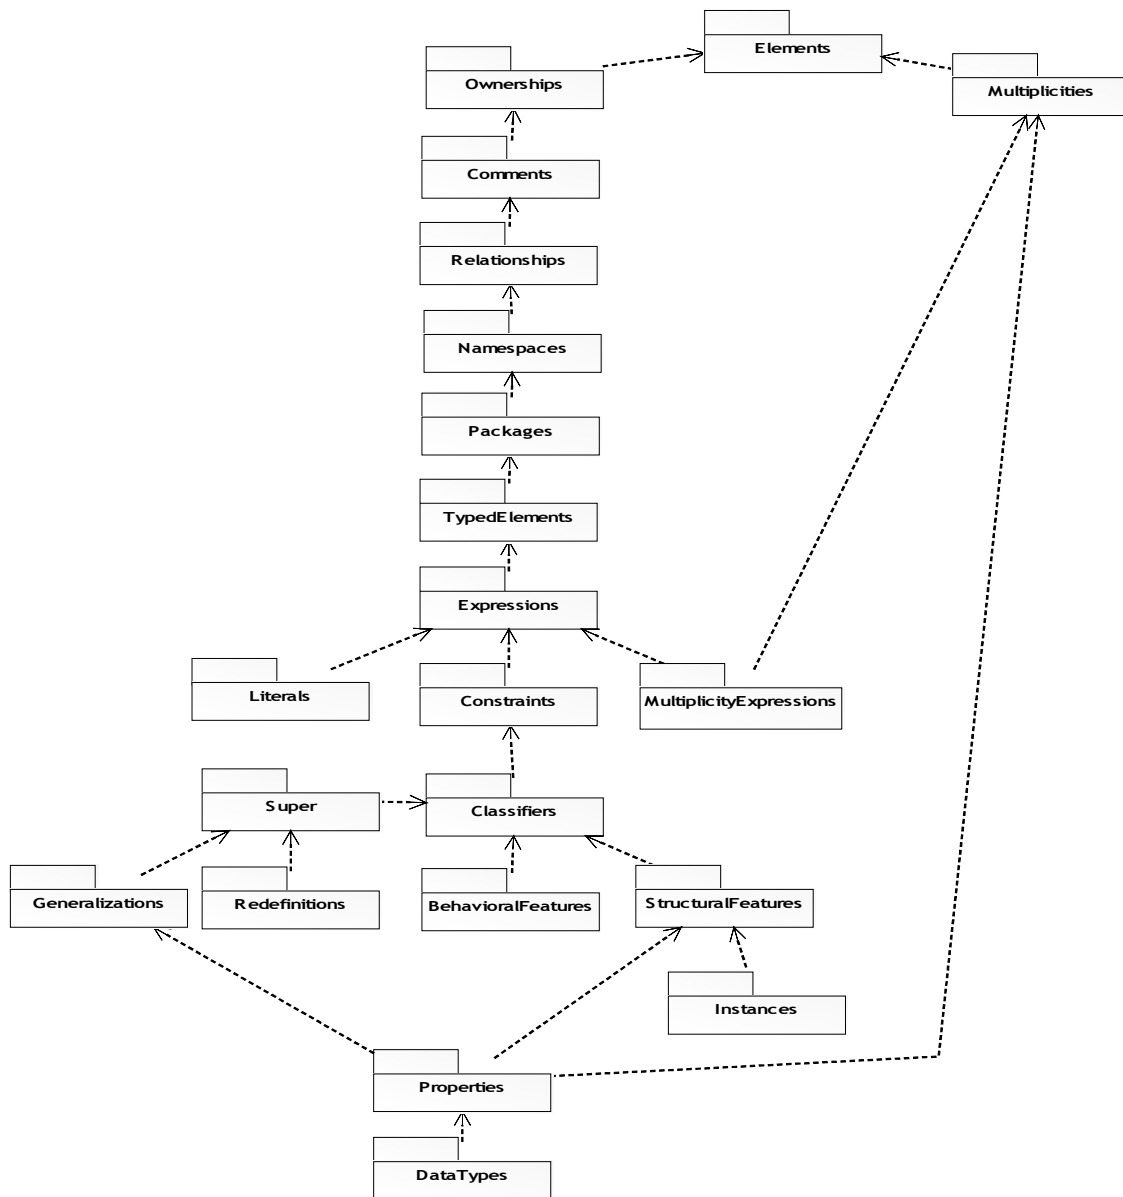 Elements
Ownerships
Multiplicities
Comments
Relationships
Namespaces
Packages
TypedElements
Expressions
Literals
Constraints
MultiplicityExpressions
Super
Classifiers
Generalizations
Redefinitions
BehavioralFeatures
StructuralFeatures
Instances
Properties
DataTypes